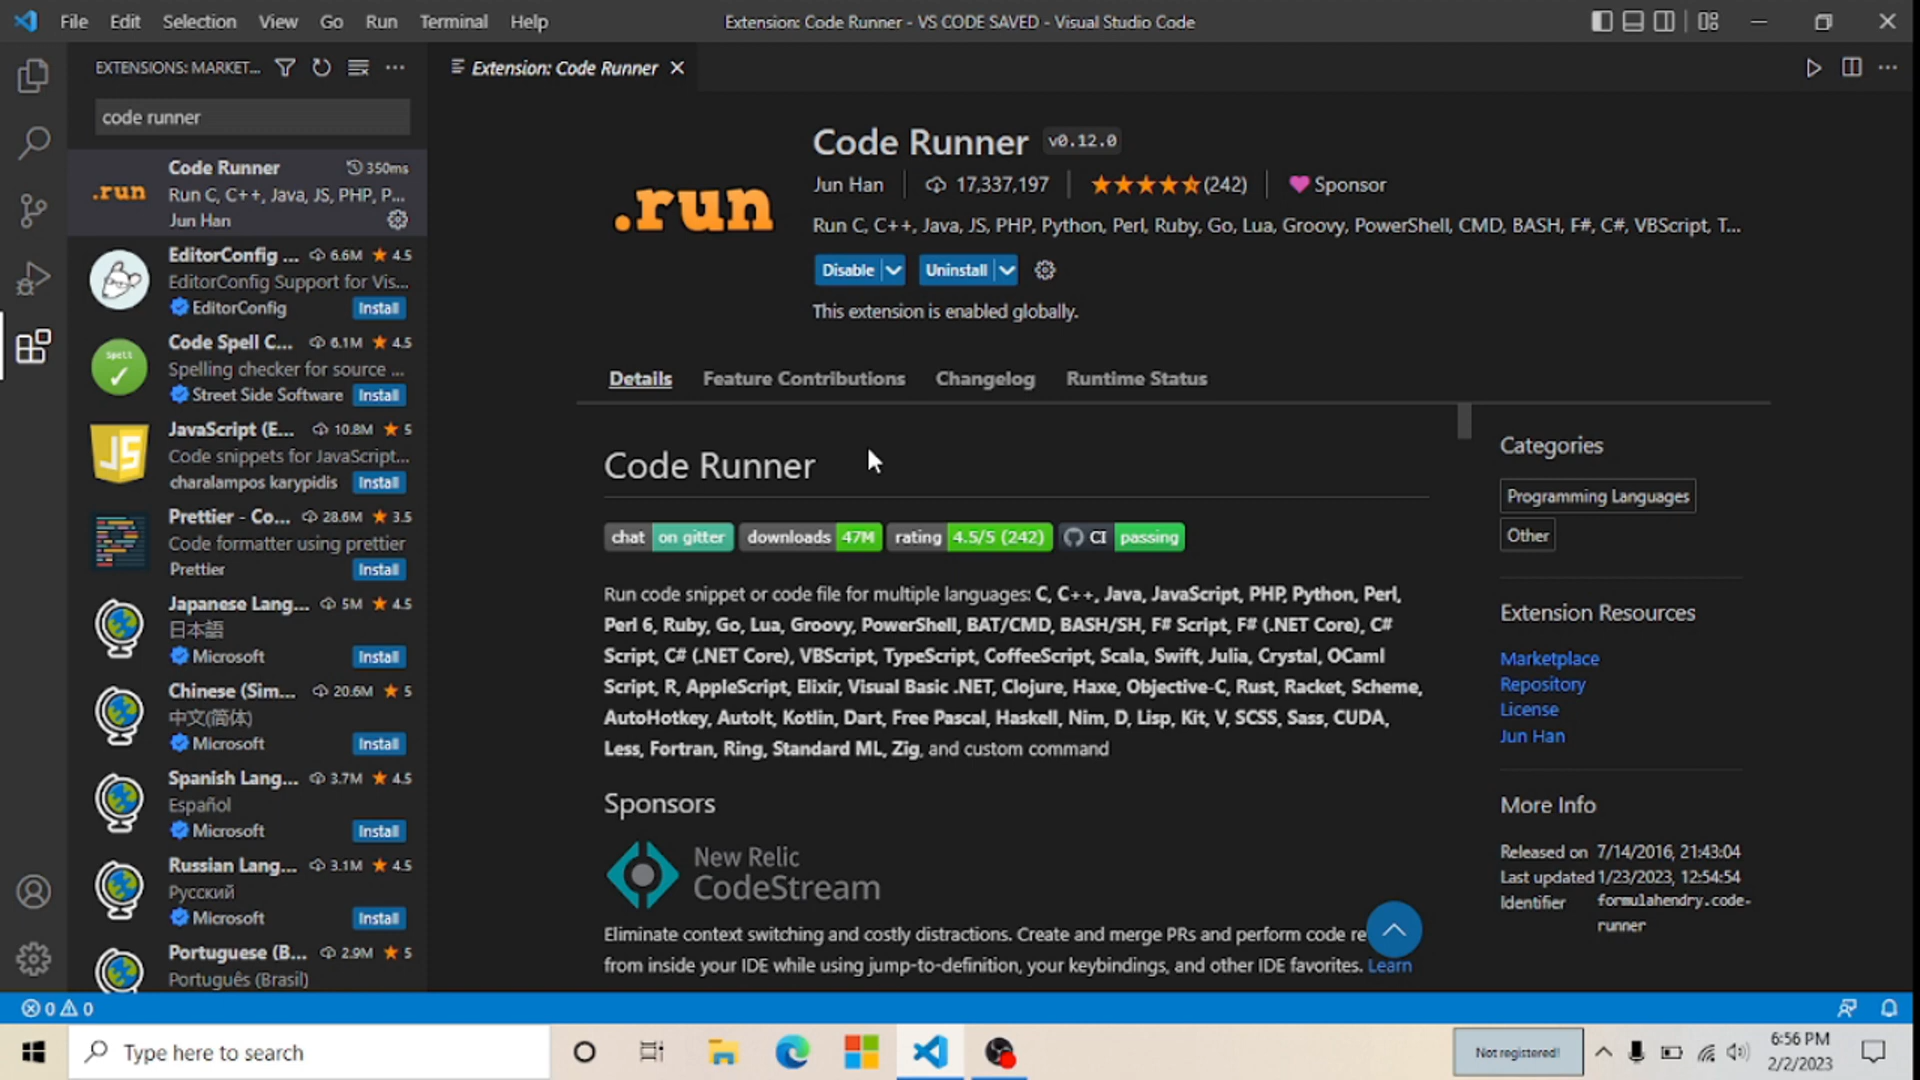 File Edit Selection View Go Run Terminal Help
Extension: Code Runner - VS CODE SAVED - Visual Studio Code
EXTENSIONS: MARKET...
Extension: Code Runner
code runner
Code Runner 350ms
.run
Run C, C++, Java, JS, PHP, P...
Jun Han
EditorConfig ... 6.6M 4.5
EditorConfig Support for Vis...
EditorConfig Install
Code Spell C... 6.1M 4.5
Spell
Spelling checker for source ...
Street Side Software Install
JavaScript (E... 10.8M 5
JS
Code snippets for JavaScript...
charalampos karypidis Install
Prettier - Co... 28.6M 3.5
Code formatter using prettier
Prettier Install
Japanese Lang... 5M 4.5
日本語
Microsoft Install
Chinese (Sim... 20.6M 5
中文(简体)
Microsoft Install
Spanish Lang... 3.7M 4.5
Español
Microsoft Install
Russian Lang... 3.1M 4.5
Русский
Microsoft Install
Portuguese (B... 2.9M 5
Português (Brasil)
.run
Code Runner v0.12.0
Jun Han 17,337,197 (242) Sponsor
Run C, C++, Java, JS, PHP, Python, Perl, Ruby, Go, Lua, Groovy, PowerShell, CMD, BASH, F#, C#, VBScript, T...
Disable Uninstall
This extension is enabled globally.
Details Feature Contributions Changelog Runtime Status
Code Runner
chat on gitter downloads 47M rating 4.5/5 (242) CI passing
Run code snippet or code file for multiple languages: C, C++, Java, JavaScript, PHP, Python, Perl,
Perl 6, Ruby, Go, Lua, Groovy, PowerShell, BAT/CMD, BASH/SH, F# Script, F# (.NET Core), C#
Script, C# (.NET Core), VBScript, TypeScript, CoffeeScript, Scala, Swift, Julia, Crystal, OCaml
Script, R, AppleScript, Elixir, Visual Basic .NET, Clojure, Haxe, Objective-C, Rust, Racket, Scheme,
AutoHotkey, AutoIt, Kotlin, Dart, Free Pascal, Haskell, Nim, D, Lisp, Kit, V, SCSS, Sass, CUDA,
Less, Fortran, Ring, Standard ML, Zig, and custom command
Sponsors
New Relic
CodeStream
Eliminate context switching and costly distractions. Create and merge PRs and perform code re
from inside your IDE while using jump-to-definition, your keybindings, and other IDE favorites. Learn
Categories
Programming Languages
Other
Extension Resources
Marketplace
Repository
License
Jun Han
More Info
Released on 7/14/2016, 21:43:04
Last updated 1/23/2023, 12:54:54
Identifier formulahendry.code-
runner
0 0
Type here to search
Not registered!
6:56 PM
2/2/2023